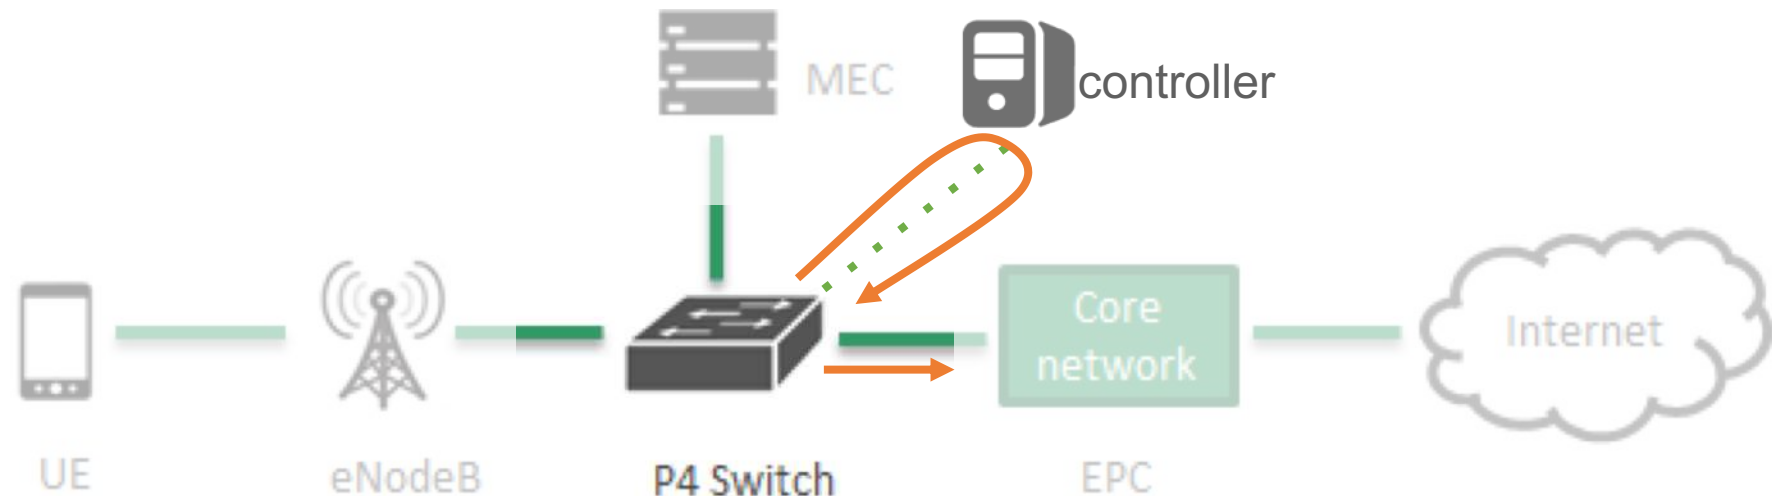 MEC
controller
Core
network
Internet
UE
eNodeB
P4 Switch
EPC